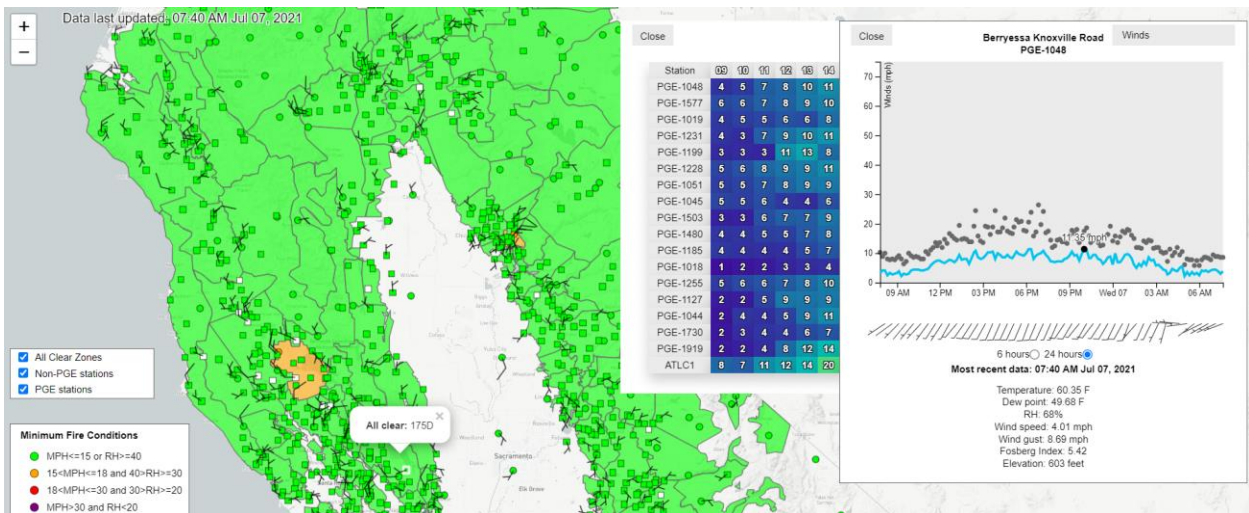 +
−
Data last updated, 07:40 AM Jul 07, 2021
All Clear Zones
Non-PGE stations
PGE stations
Minimum Fire Conditions
MPH<=15 or RH>=40
15<MPH<=18 and 40>RH>=30
18<MPH<=30 and 30>RH>=20
MPH>30 and RH<20
All clear: 175D
×
Sacramento
Elk Grove
Woodland
Close
Station 09 10 11 12 13 14
PGE-1048 4 5 7 8 10 11
PGE-1577 6 6 7 8 9 10
PGE-1019 4 5 5 6 6 8
PGE-1231 4 3 7 9 10 11
PGE-1199 3 3 3 11 13 8
PGE-1228 5 6 8 9 9 11
PGE-1051 5 5 7 8 9 9
PGE-1045 5 5 6 4 4 6
PGE-1503 3 3 6 7 7 9
PGE-1480 4 4 5 5 7 8
PGE-1185 4 4 4 4 5 7
PGE-1018 1 2 2 3 3 4
PGE-1255 5 6 6 7 8 10
PGE-1127 2 2 5 9 9 9
PGE-1044 2 4 4 5 9 11
PGE-1730 2 3 4 4 6 7
PGE-1919 2 2 4 8 12 14
ATLC1 8 7 11 12 14 20
Close
Berryessa Knoxville Road
PGE-1048
Winds
Winds (mph)
70
60
50
40
30
20
10
0
11.35 mph
09 AM 12 PM 03 PM 06 PM 09 PM Wed 07 03 AM 06 AM
6 hours 24 hours
Most recent data: 07:40 AM Jul 07, 2021
Temperature: 60.35 F
Dew point: 49.68 F
RH: 68%
Wind speed: 4.01 mph
Wind gust: 8.69 mph
Fosberg Index: 5.42
Elevation: 603 feet